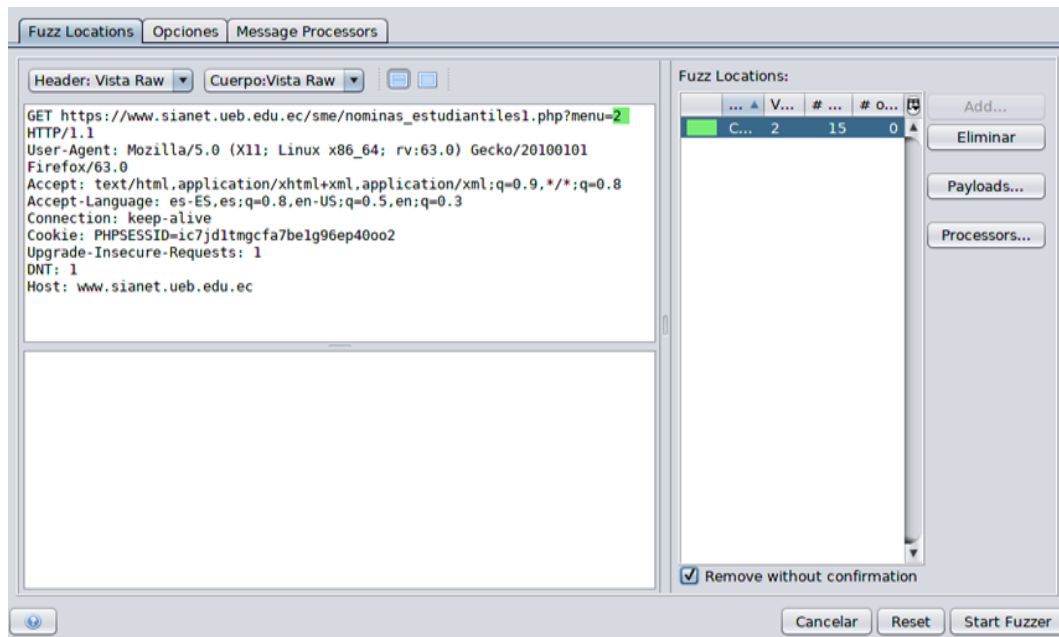 Fuzz Locations Opciones Message Processors
Header: Vista Raw Cuerpo:Vista Raw
GET https://www.sianet.ueb.edu.ec/sme/nominas_estudiantiles1.php?menu=2
HTTP/1.1
User-Agent: Mozilla/5.0 (X11; Linux x86_64; rv:63.0) Gecko/20100101
Firefox/63.0
Accept: text/html,application/xhtml+xml,application/xml;q=0.9,*/*;q=0.8
Accept-Language: es-ES,es;q=0.8,en-US;q=0.5,en;q=0.3
Connection: keep-alive
Cookie: PHPSESSID=ic7jd1tmgcfa7be1g96ep40oo2
Upgrade-Insecure-Requests: 1
DNT: 1
Host: www.sianet.ueb.edu.ec
Fuzz Locations:
... V... # ... # o...
C... 2 15 0
Add...
Eliminar
Payloads...
Processors...
Remove without confirmation
Cancelar Reset Start Fuzzer